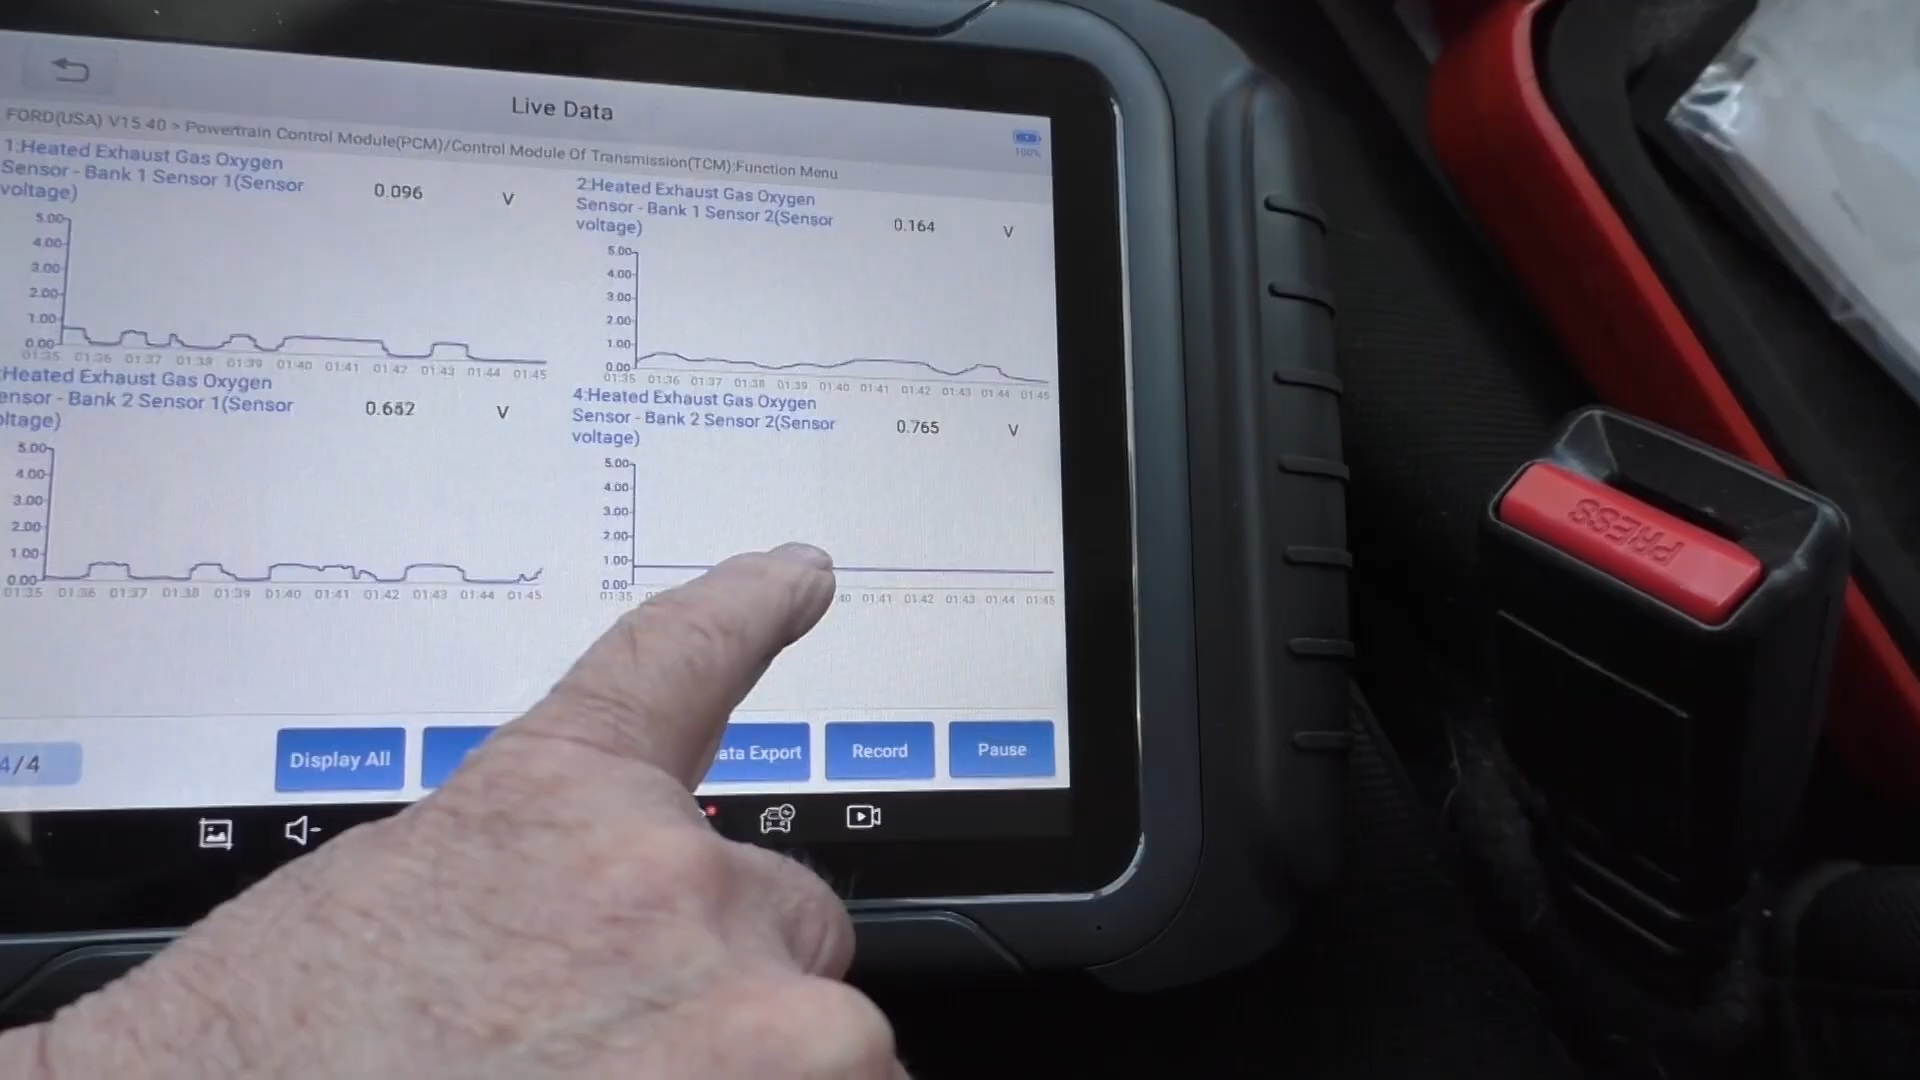 Live Data
100%
FORD(USA) V15.40 > Powertrain Control Module(PCM)/Control Module Of Transmission(TCM):Function Menu
1:Heated Exhaust Gas Oxygen
Sensor - Bank 1 Sensor 1(Sensor
voltage)
0.096
V
5.00
4.00
3.00
2.00
1.00
0.00
01:35 01:36 01:37 01:38 01:39 01:40 01:41 01:42 01:43 01:44 01:45
2:Heated Exhaust Gas Oxygen
Sensor - Bank 1 Sensor 2(Sensor
voltage)
0.164
V
5.00
4.00
3.00
2.00
1.00
0.00
01:35 01:36 01:37 01:38 01:39 01:40 01:41 01:42 01:43 01:44 01:45
:Heated Exhaust Gas Oxygen
ensor - Bank 2 Sensor 1(Sensor
oltage)
V
5.00
4.00
3.00
2.00
1.00
0.00
01:35 01:36 01:37 01:38 01:39 01:40 01:41 01:42 01:43 01:44 01:45
4:Heated Exhaust Gas Oxygen
Sensor - Bank 2 Sensor 2(Sensor
voltage)
0.765
V
5.00
4.00
3.00
2.00
1.00
0.00
01:35 :40 01:41 01:42 01:43 01:44 01:45
4/4
Display All
ata Export
Record
Pause
PRESS